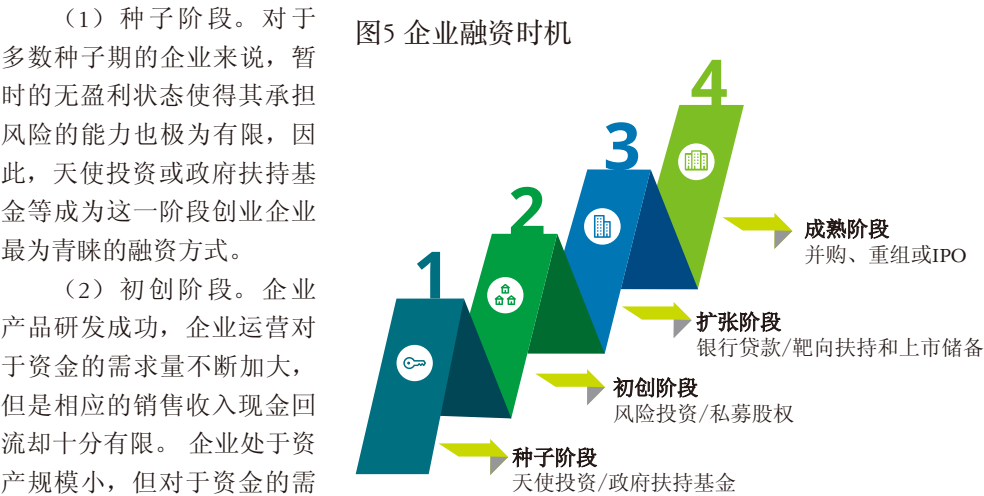 （1）种子阶段。对于
多数种子期的企业来说，暂
时的无盈利状态使得其承担
风险的能力也极为有限，因
此，天使投资或政府扶持基
金等成为这一阶段创业企业
最为青睐的融资方式。
（2）初创阶段。企业
产品研发成功，企业运营对
于资金的需求量不断加大，
但是相应的销售收入现金回
流却十分有限。 企业处于资
产规模小，但对于资金的需
图5 企业融资时机
4
3
2
1
成熟阶段
并购、重组或IPO
扩张阶段
银行贷款/靶向扶持和上市储备
初创阶段
风险投资/私募股权
种子阶段
天使投资/政府扶持基金